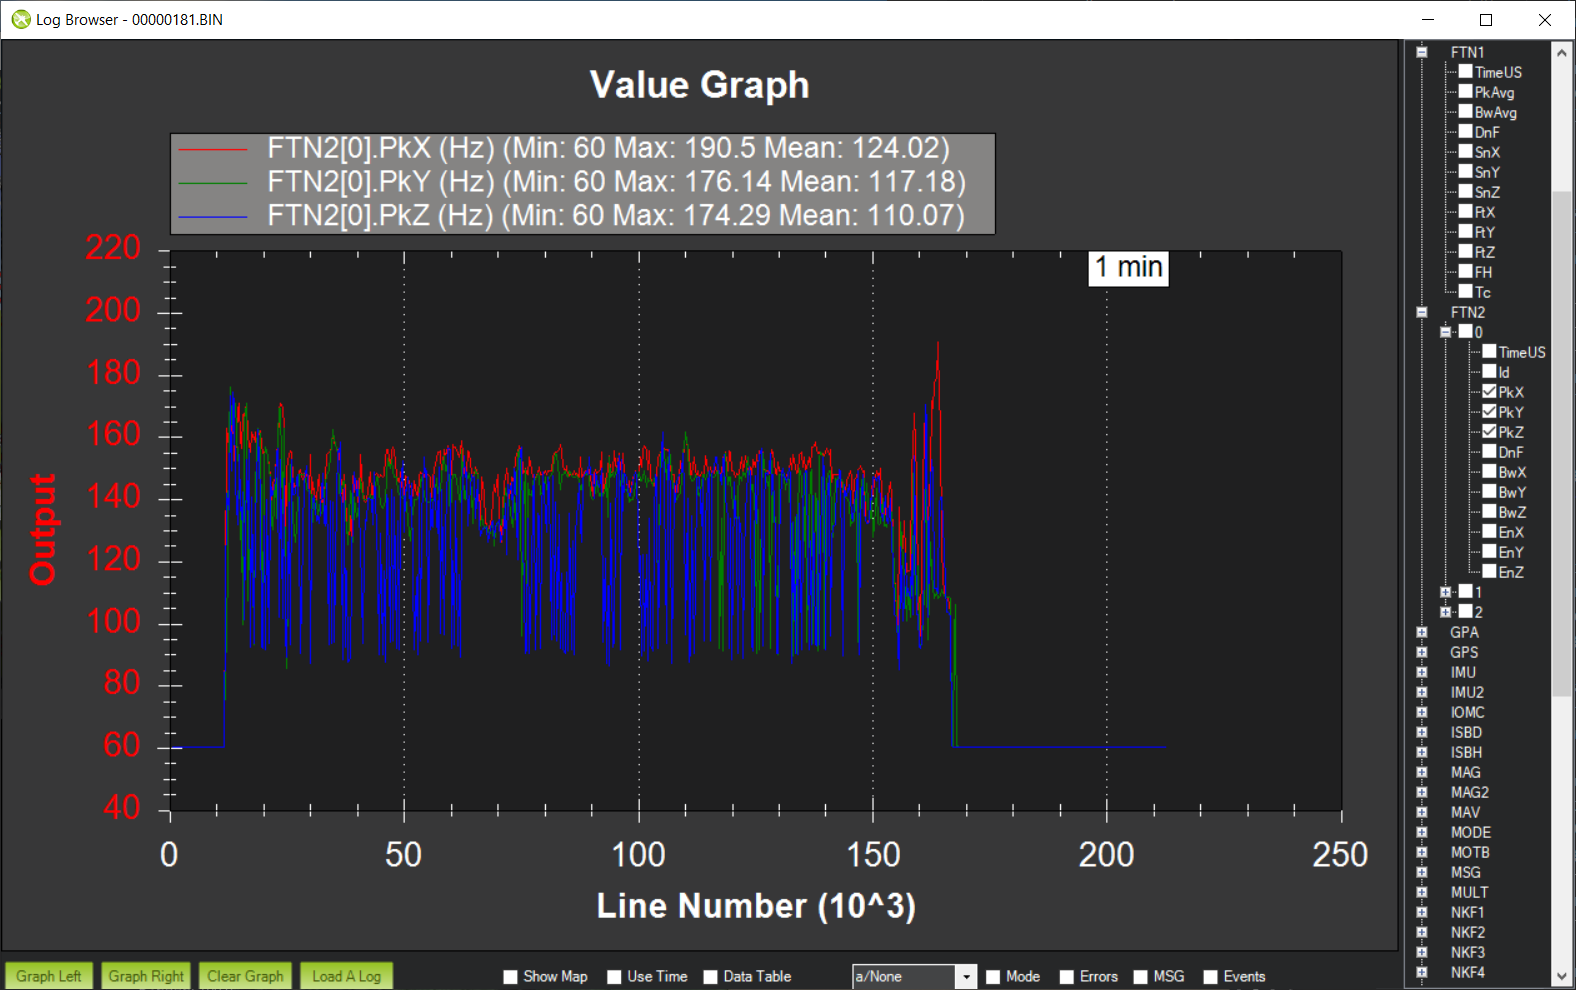 Log Browser - 00000181.BIN
Value Graph
FTN2[0].PkX (Hz) (Min: 60 Max: 190.5 Mean: 124.02)
FTN2[0].PkY (Hz) (Min: 60 Max: 176.14 Mean: 117.18)
FTN2[0].PkZ (Hz) (Min: 60 Max: 174.29 Mean: 110.07)
1 min
220
200
180
160
140
120
100
80
60
40
Output
0 50 100 150 200 250
Line Number (10^3)
FTN1
TimeUS
PkAvg
BwAvg
DnF
SnX
SnY
SnZ
FtX
FtY
FtZ
FH
Tc
FTN2
0
TimeUS
Id
PkX
PkY
PkZ
DnF
BwX
BwY
BwZ
EnX
EnY
EnZ
1
2
GPA
GPS
IMU
IMU2
IOMC
ISBD
ISBH
MAG
MAG2
MAV
MODE
MOTB
MSG
MULT
NKF1
NKF2
NKF3
NKF4
Graph Left Graph Right Clear Graph Load A Log Show Map Use Time Data Table a/None Mode Errors MSG Events